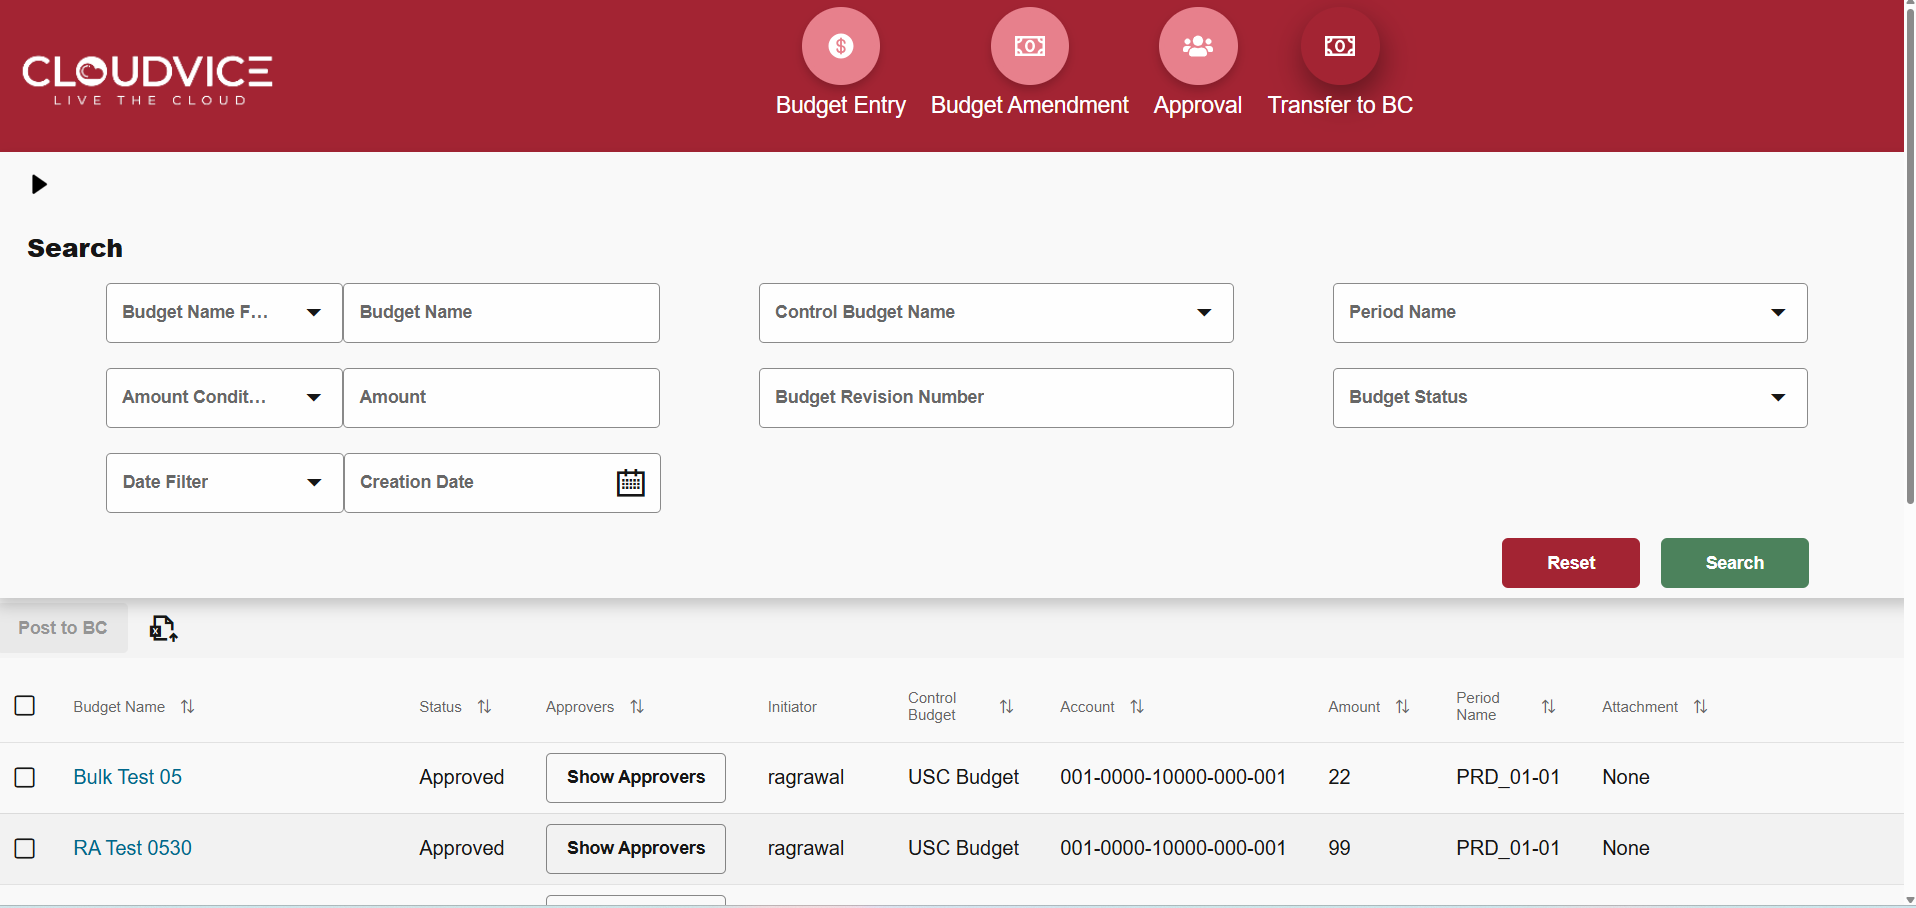 CLOUDVICE
LIVE THE CLOUD
Budget Entry
Budget Amendment
Approval
Transfer to BC
Search
Budget Name F...
Budget Name
Control Budget Name
Period Name
Amount Condit...
Amount
Budget Revision Number
Budget Status
Date Filter
Creation Date
Reset
Search
Post to BC
Budget Name
Status
Approvers
Initiator
Control
Budget
Account
Amount
Period
Name
Attachment
Bulk Test 05
Approved
Show Approvers
ragrawal
USC Budget
001-0000-10000-000-001
22
PRD_01-01
None
RA Test 0530
Approved
Show Approvers
ragrawal
USC Budget
001-0000-10000-000-001
99
PRD_01-01
None